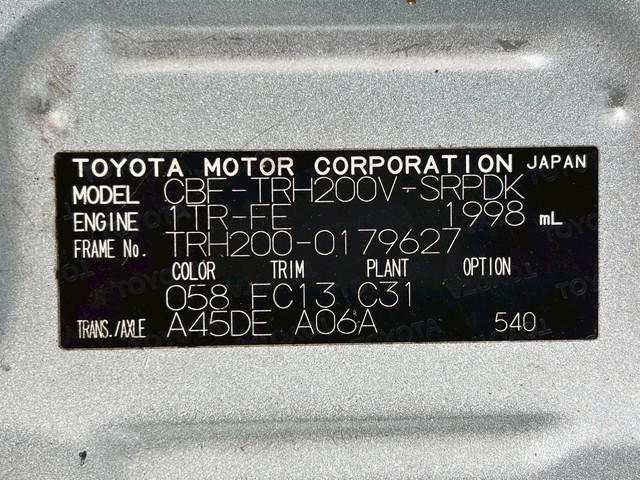 TOYOTA MOTOR CORPORATION JAPAN
MODEL CBF-TRH200V-SRPDK
ENGINE 1TR-FE 1998 mL
FRAME No. TRH200-0179627
COLOR TRIM PLANT OPTION
058 FC13 C31
TRANS./AXLE A45DE A06A 540